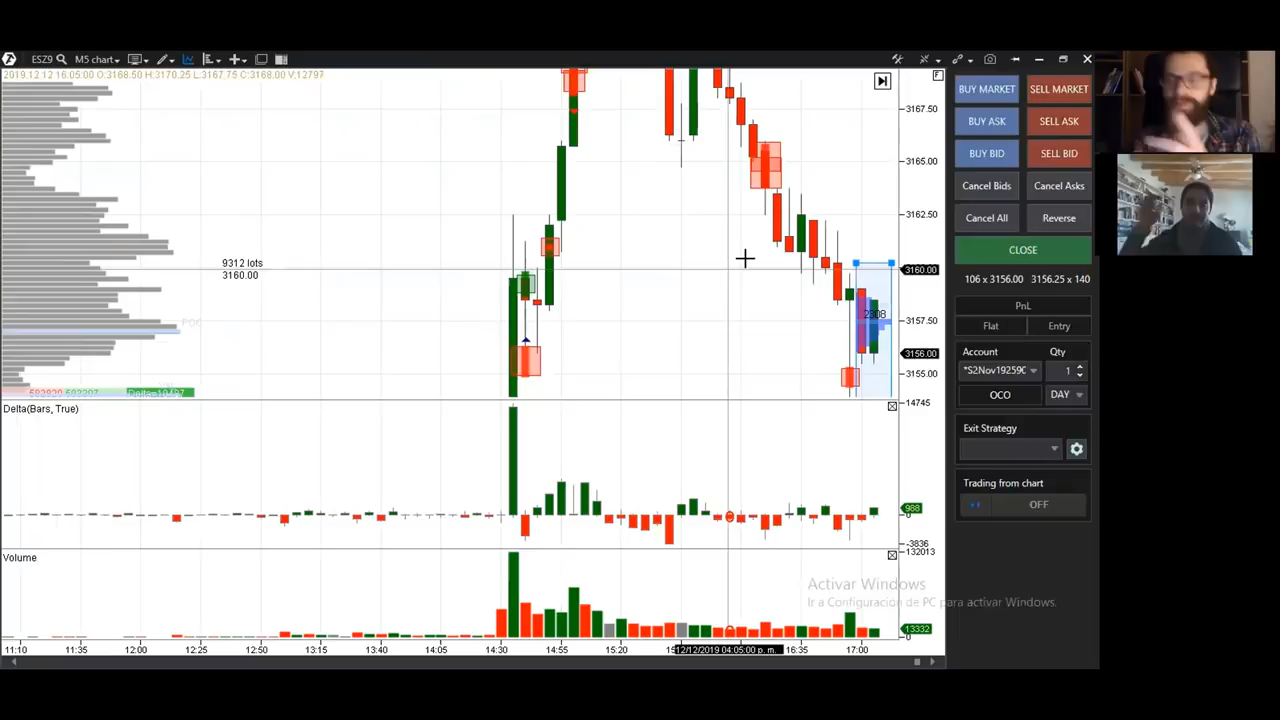 ESZ9 M5 chart
2019.12.12 16:05:00 O:3168.50 H:3170.25 L:3167.75 C:3168.00 V:12797
F
3167.50
3165.00
3162.50
3160.00
3157.50
3156.00
3155.00
9312 lots
3160.00
POC
2308
Delta(Bars, True)
14745
988
0
-3836
Volume
132013
13332
0
11:10 11:35 12:00 12:25 12:50 13:15 13:40 14:05 14:30 14:55 15:20 12/12/2019 04:05:00 p. m. 16:35 17:00
BUY MARKET SELL MARKET
BUY ASK SELL ASK
BUY BID SELL BID
Cancel Bids Cancel Asks
Cancel All Reverse
CLOSE
106 x 3156.00 3156.25 x 140
PnL
Flat Entry
Account Qty
1
OCO DAY
Exit Strategy
Trading from chart
OFF
Activar Windows
Ir a Configuración de PC para activar Windows.